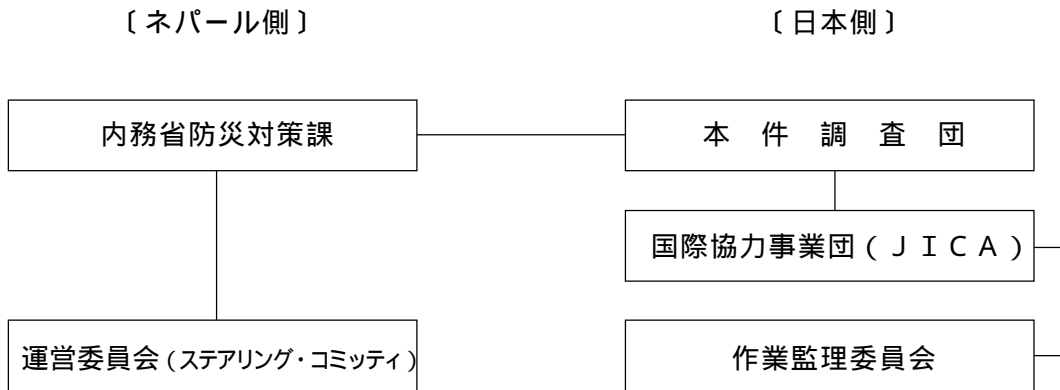 〔ネパール側〕
〔日本側〕
内務省防災対策課
本件調査団
国際協力事業団(JICA)
運営委員会(ステアリング・コミッティ)
作業監理委員会